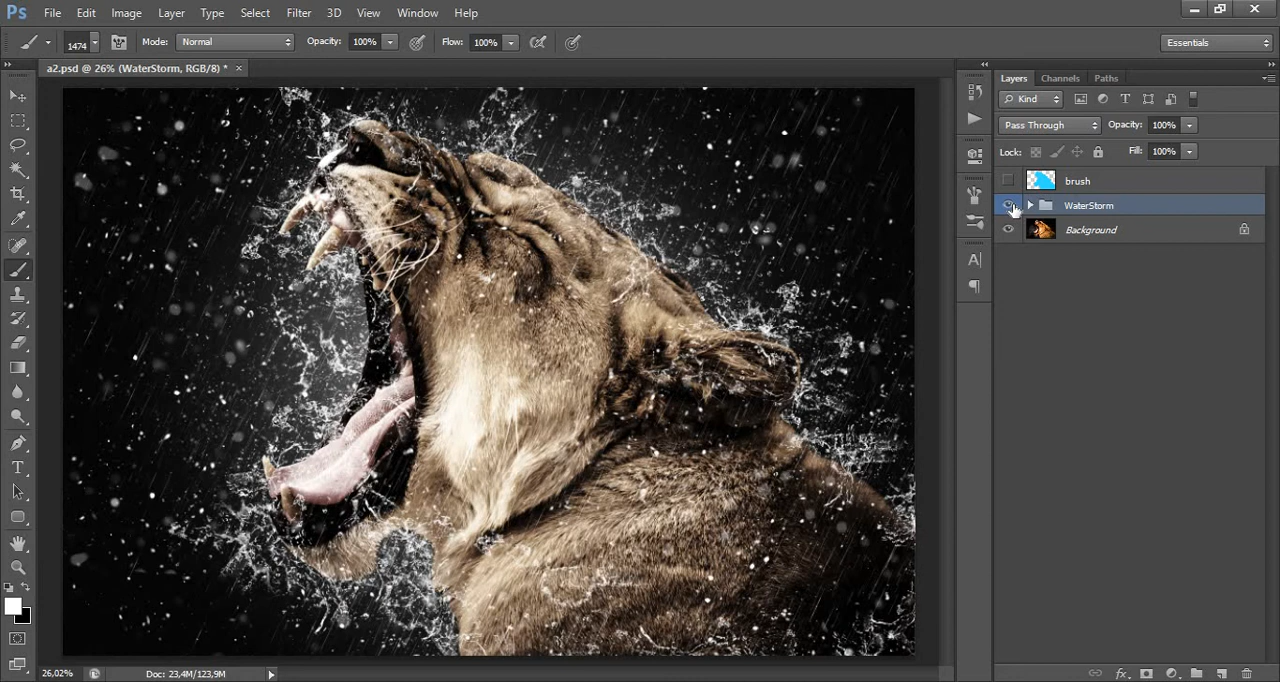 Ps File Edit Image Layer Type Select Filter 3D View Window Help
1474 Mode: Normal Opacity: 100% Flow: 100% Essentials
a2.psd @ 26% (WaterStorm, RGB/8) * ×
Layers Channels Paths
Kind
Pass Through Opacity: 100%
Lock: Fill: 100%
brush
WaterStorm
Background
26,02% Doc: 23,4M/123,9M